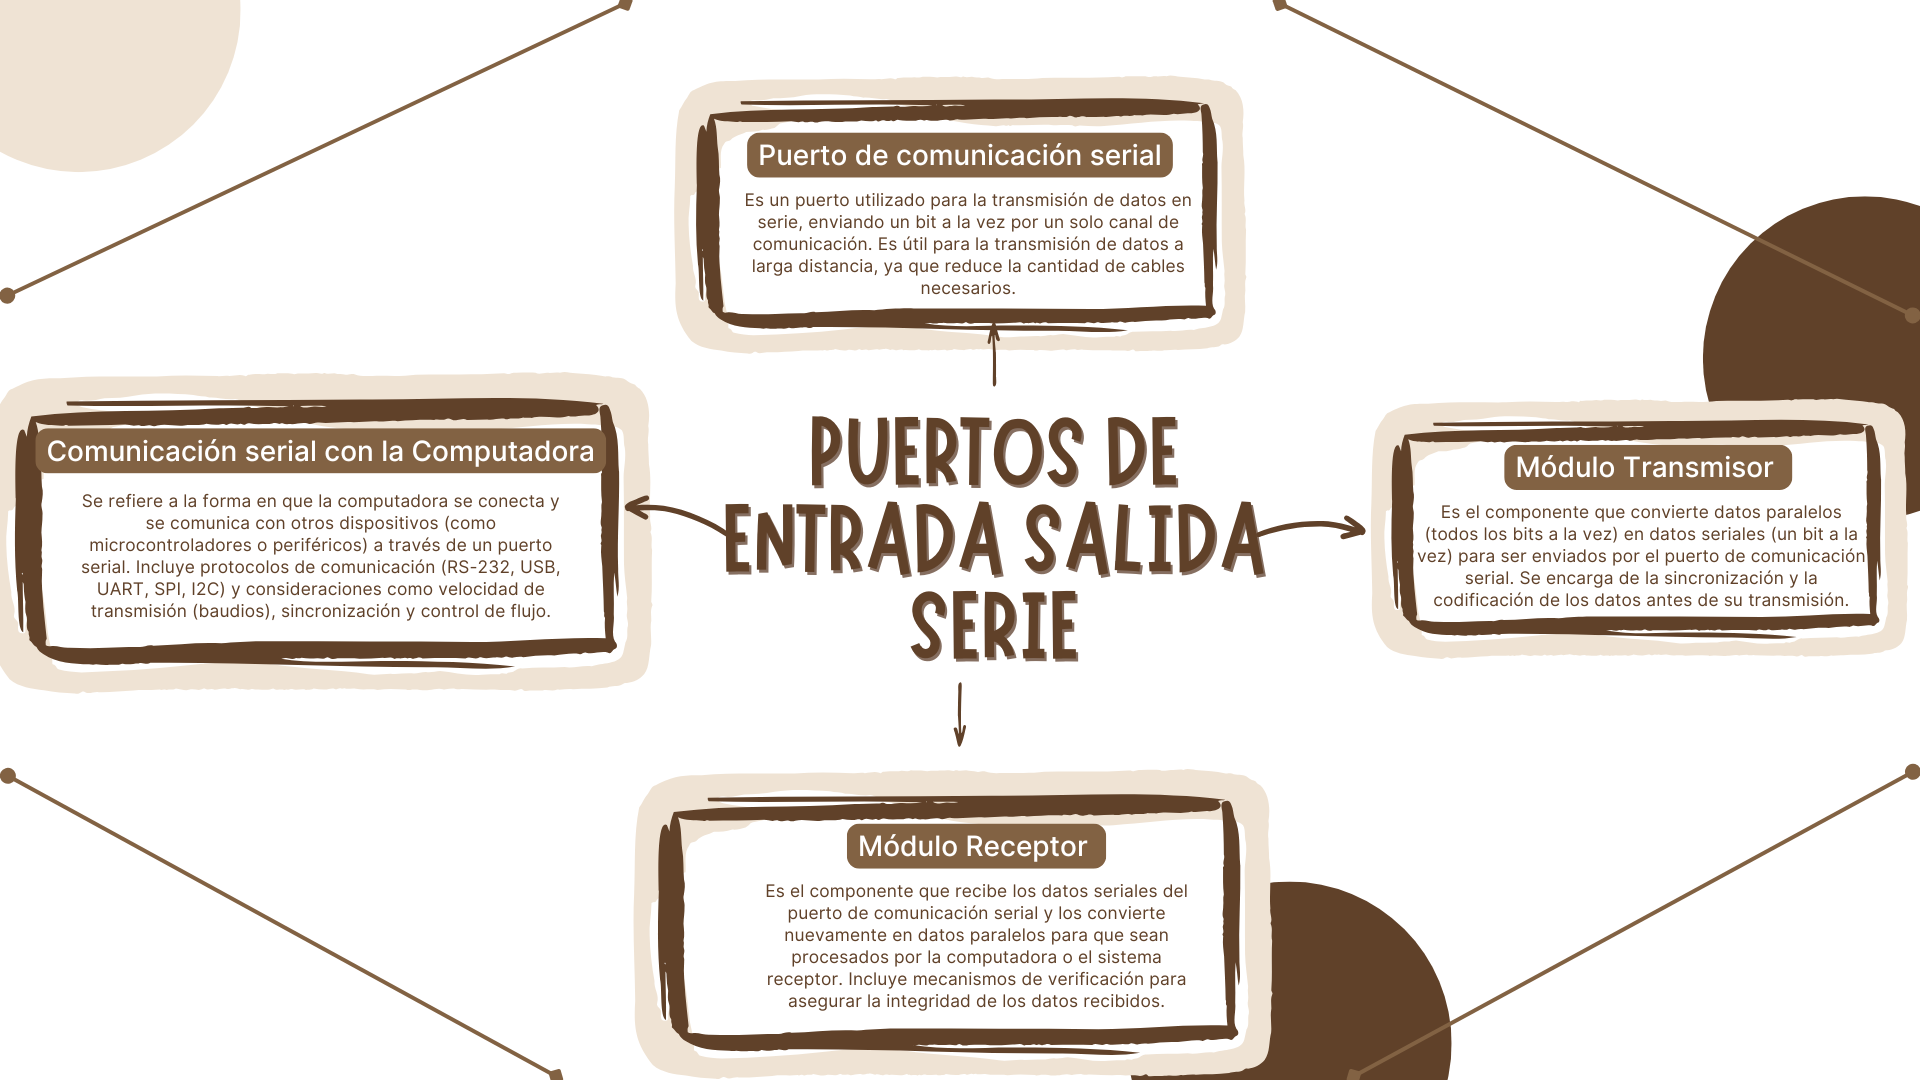 Puerto de comunicación serial
Es un puerto utilizado para la transmisión de datos en
serie, enviando un bit a la vez por un solo canal de
comunicación. Es útil para la transmisión de datos a
larga distancia, ya que reduce la cantidad de cables
necesarios.
Comunicación serial con la Computadora
Se refiere a la forma en que la computadora se conecta y
se comunica con otros dispositivos (como
microcontroladores o periféricos) a través de un puerto
serial. Incluye protocolos de comunicación (RS-232, USB,
UART, SPI, I2C) y consideraciones como velocidad de
transmisión (baudios), sincronización y control de flujo.
PUERTOS DE
ENTRADA SALIDA
SERIE
Módulo Transmisor
Es el componente que convierte datos paralelos
(todos los bits a la vez) en datos seriales (un bit a la
vez) para ser enviados por el puerto de comunicación
serial. Se encarga de la sincronización y la
codificación de los datos antes de su transmisión.
Módulo Receptor
Es el componente que recibe los datos seriales del
puerto de comunicación serial y los convierte
nuevamente en datos paralelos para que sean
procesados por la computadora o el sistema
receptor. Incluye mecanismos de verificación para
asegurar la integridad de los datos recibidos.